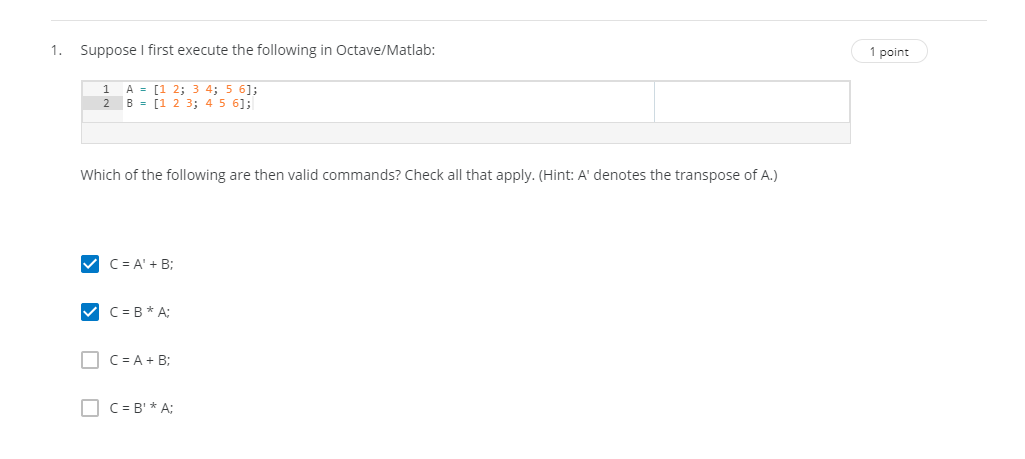 1. Suppose I first execute the following in Octave/Matlab:
1 point
1 A = [1 2; 3 4; 5 6];
2 B = [1 2 3; 4 5 6];
Which of the following are then valid commands? Check all that apply. (Hint: A' denotes the transpose of A.)
C = A' + B;
C = B * A;
C = A + B;
C = B' * A;